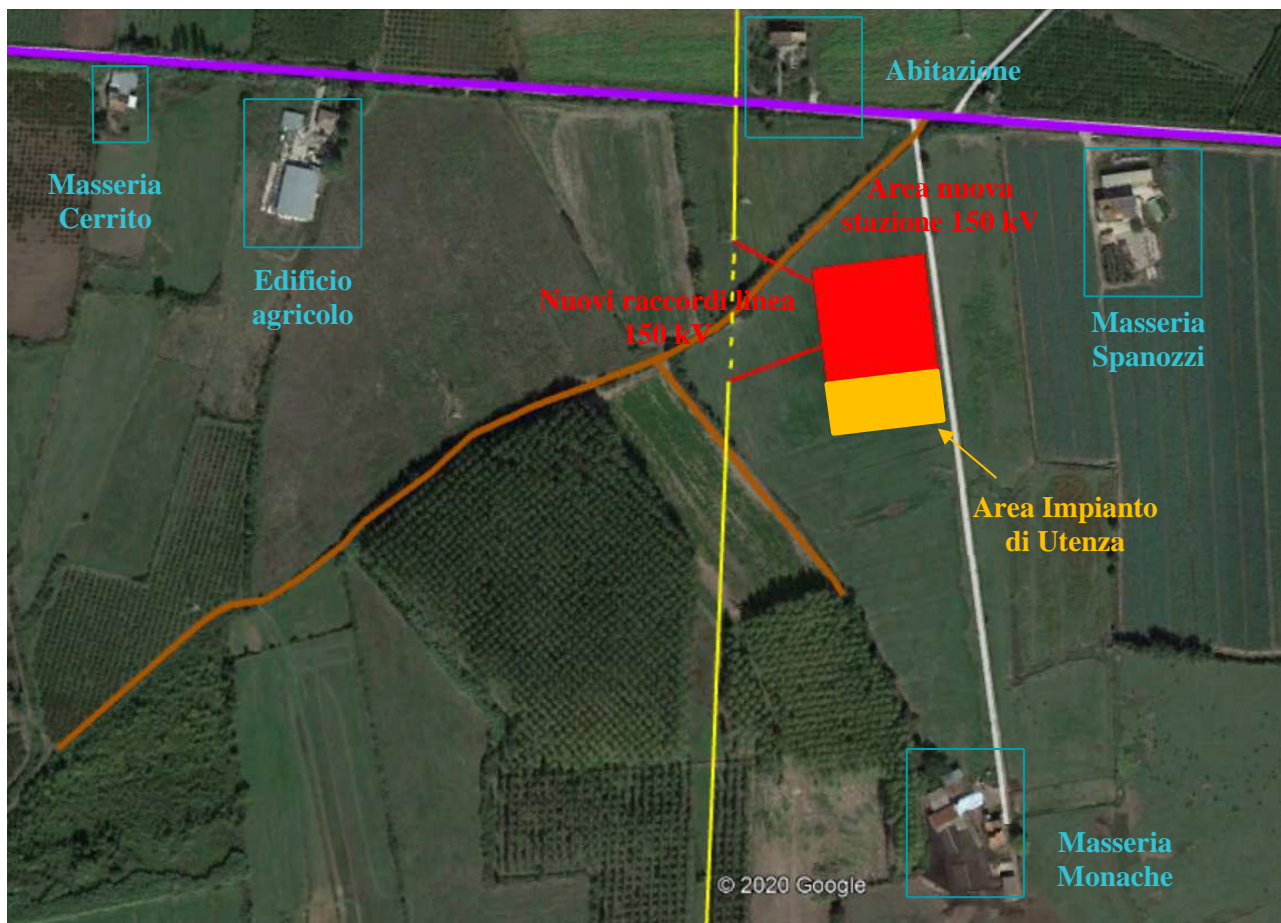 Abitazione
Masseria
Cerrito
Edificio
agricolo
Area nuova
stazione 150 kV
Nuovi raccordi linea
150 kV
Masseria
Spanozzi
Area Impianto
di Utenza
Masseria
Monache
© 2020 Google